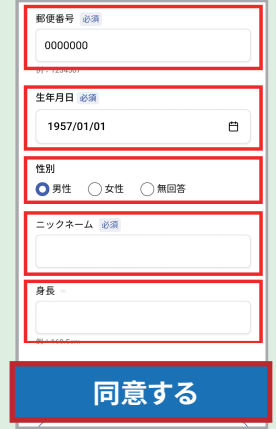 郵便番号 必須
0000000
例：1234567
生年月日 必須
1957/01/01
性別
男性 女性 無回答
ニックネーム 必須
身長
同意する